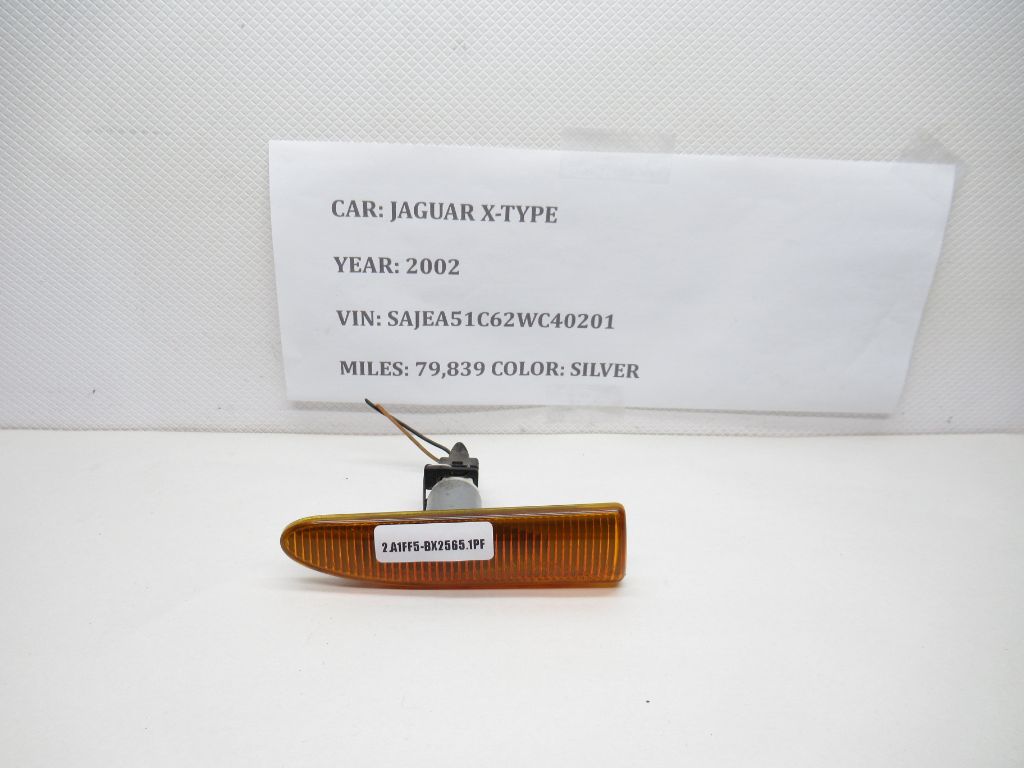 CAR: JAGUAR X-TYPE
YEAR: 2002
VIN: SAJEA51C62WC40201
MILES: 79,839 COLOR: SILVER
2.A1FF5-BX2565.1PF